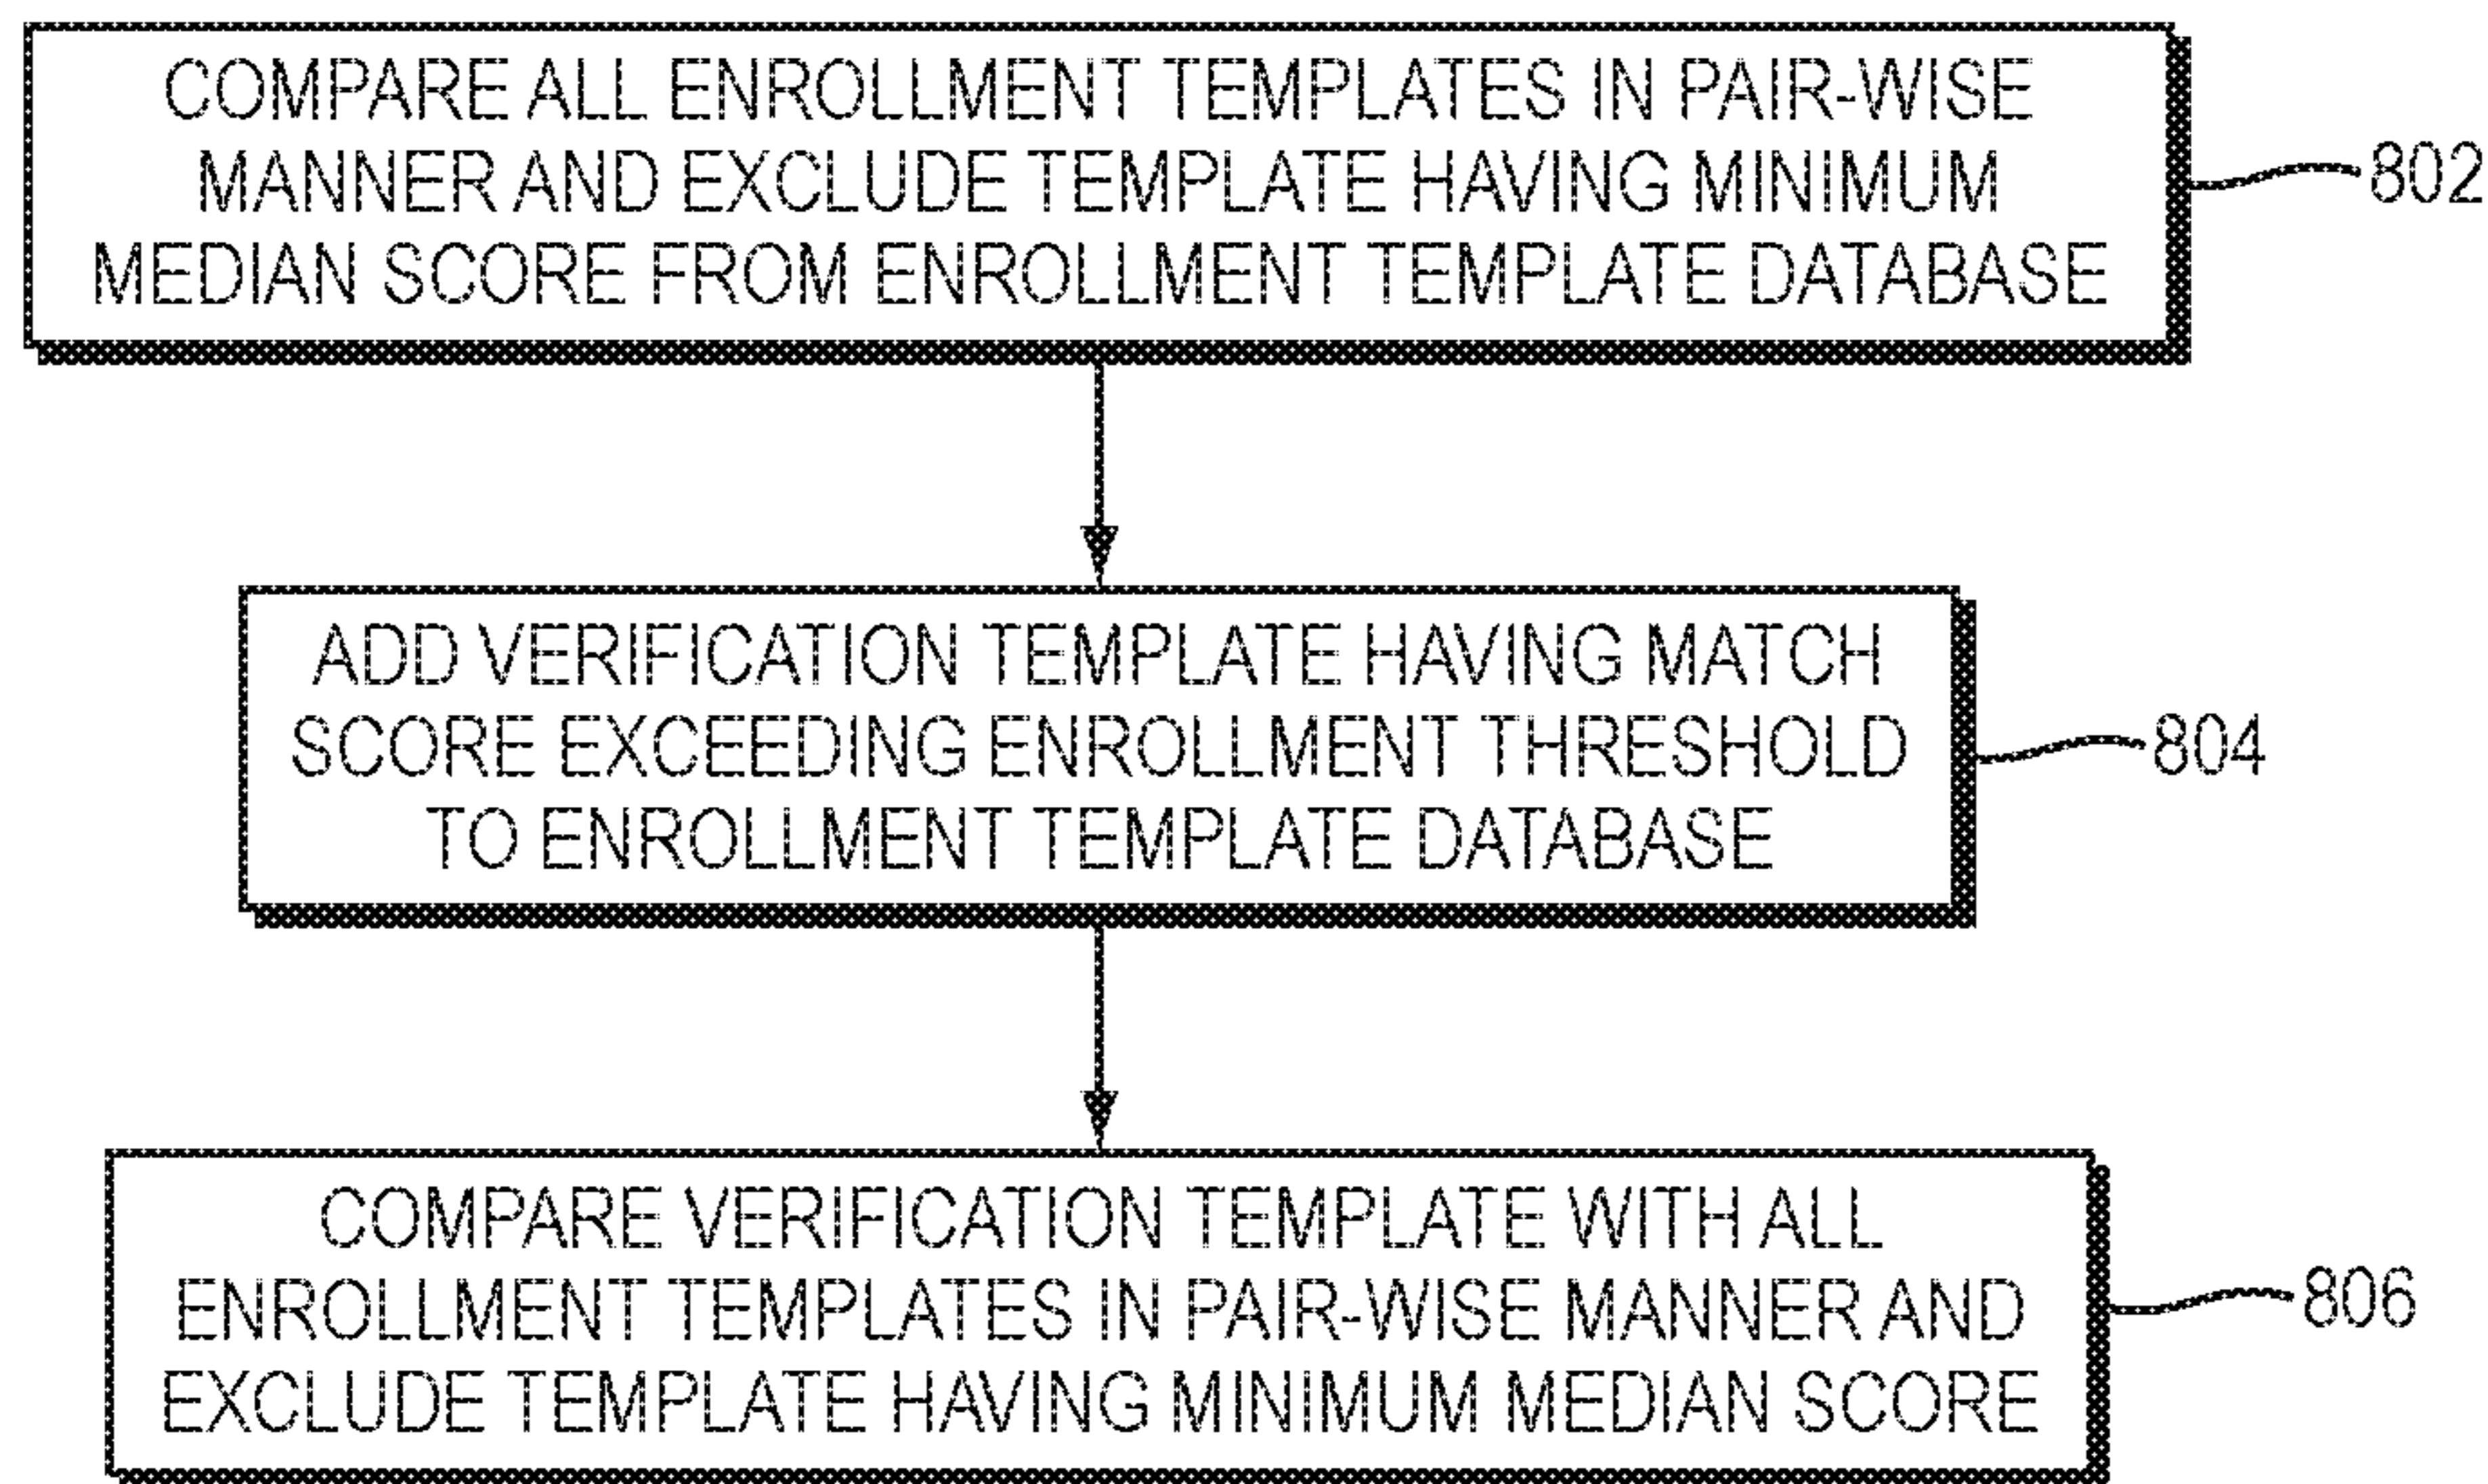 COMPARE ALL ENROLLMENT TEMPLATES IN PAIR-WISE
MANNER AND EXCLUDE TEMPLATE HAVING MINIMUM
MEDIAN SCORE FROM ENROLLMENT TEMPLATE DATABASE
802
ADD VERIFICATION TEMPLATE HAVING MATCH
SCORE EXCEEDING ENROLLMENT THRESHOLD
TO ENROLLMENT TEMPLATE DATABASE
804
COMPARE VERIFICATION TEMPLATE WITH ALL
ENROLLMENT TEMPLATES IN PAIR-WISE MANNER AND
EXCLUDE TEMPLATE HAVING MINIMUM MEDIAN SCORE
806